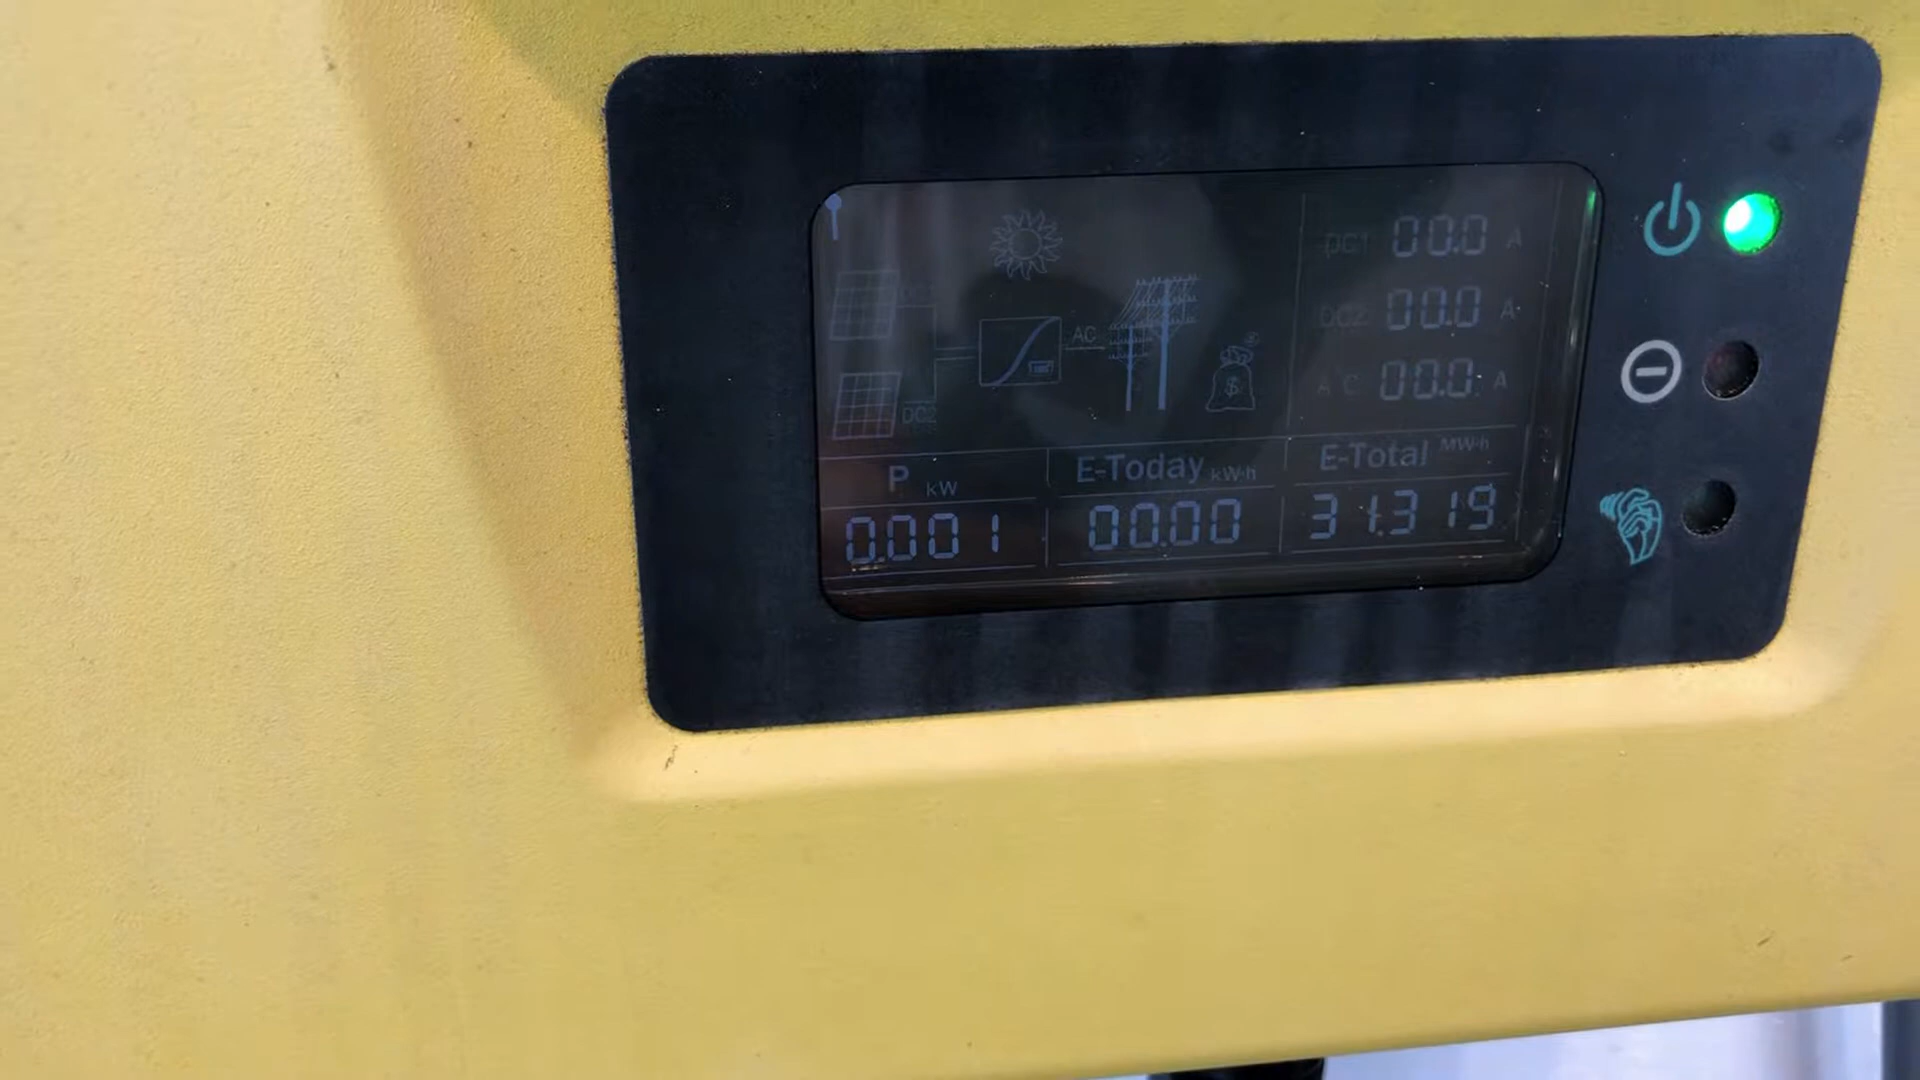 DC1 00.0 A
DC2 00.0 A
AC 00.0 A
AC
DC2
$
P kW
E-Today kW·h
E-Total MW·h
0.001
00.00
31.319